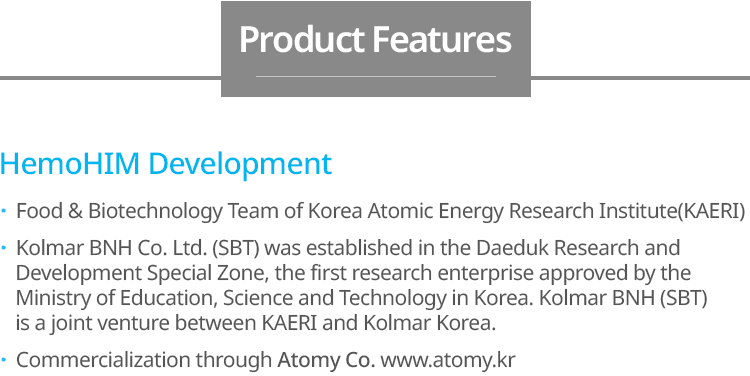 Product Features
HemoHIM Development
· Food & Biotechnology Team of Korea Atomic Energy Research Institute(KAERI)
· Kolmar BNH Co. Ltd. (SBT) was established in the Daeduk Research and
Development Special Zone, the first research enterprise approved by the
Ministry of Education, Science and Technology in Korea. Kolmar BNH (SBT)
is a joint venture between KAERI and Kolmar Korea.
· Commercialization through Atomy Co. www.atomy.kr